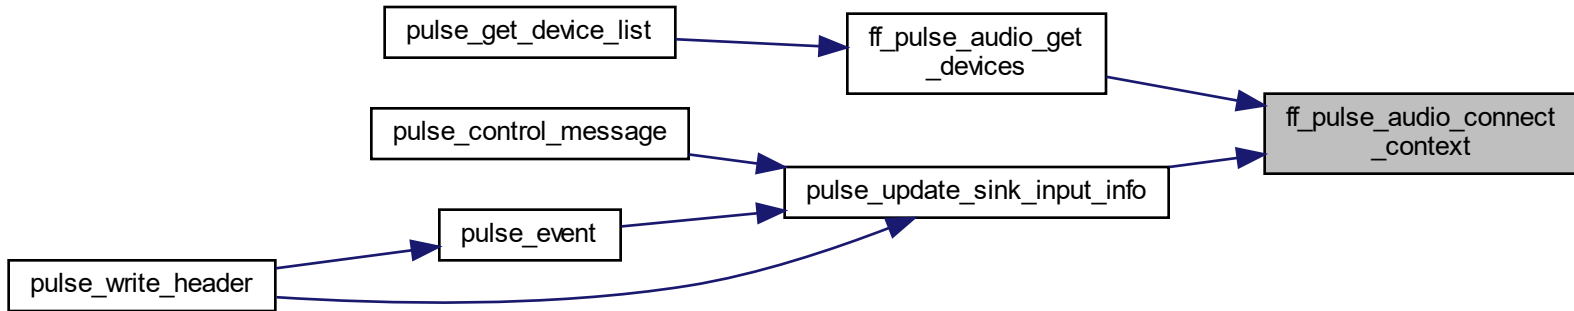 pulse_get_device_list
ff_pulse_audio_get
_devices
ff_pulse_audio_connect
_context
pulse_control_message
pulse_update_sink_input_info
pulse_event
pulse_write_header